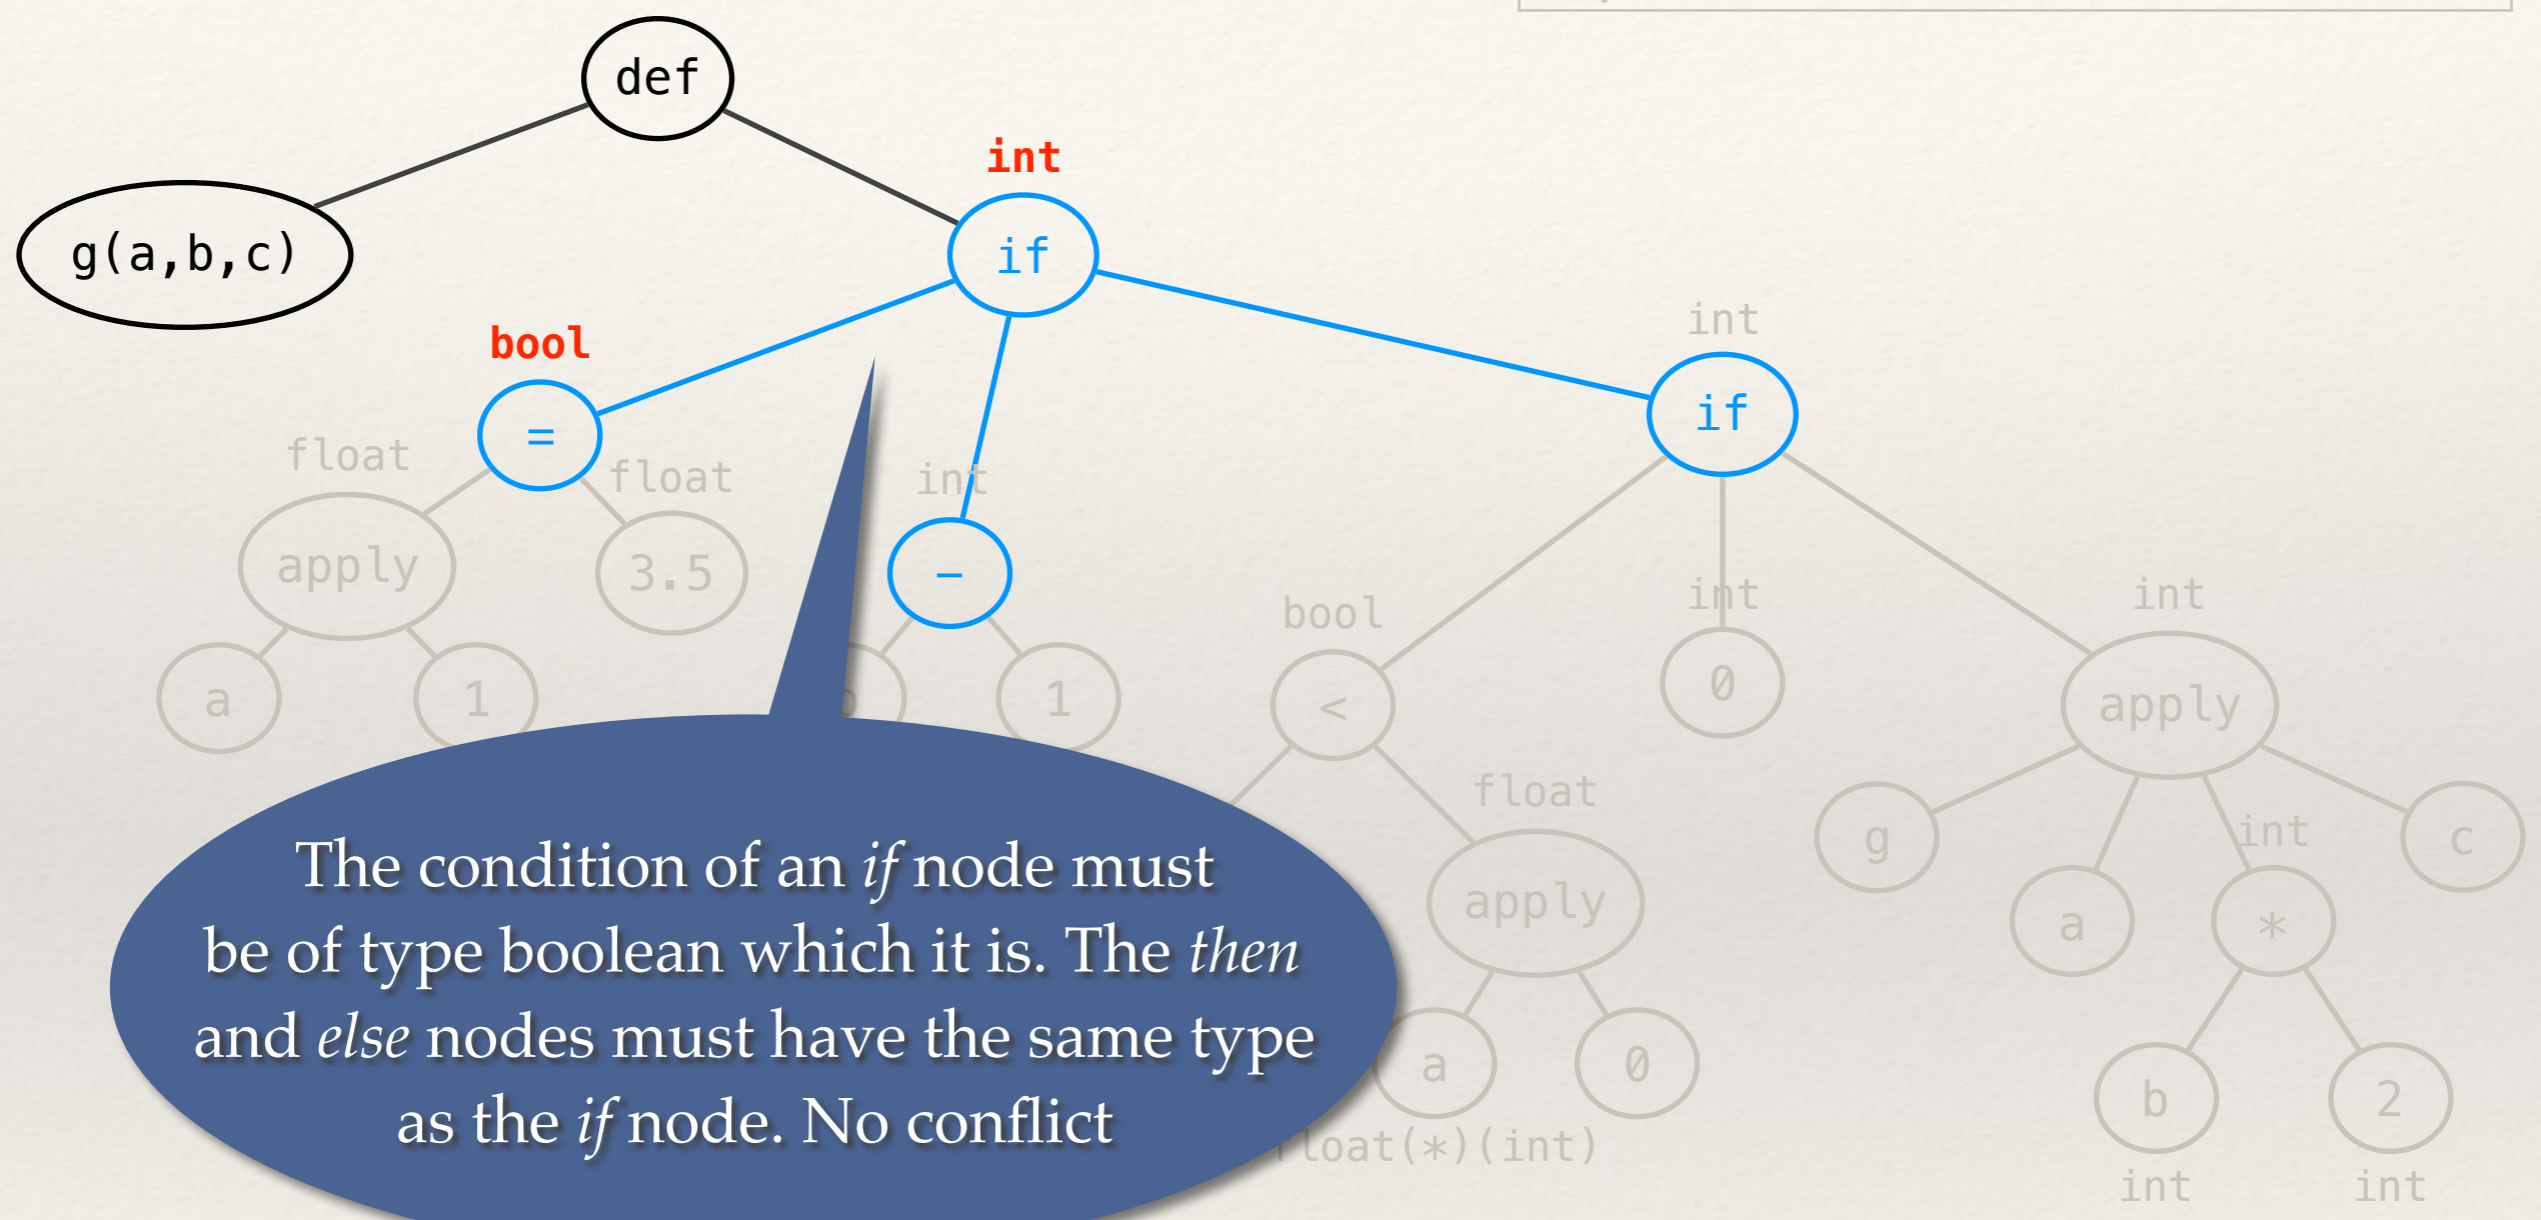 def
int
g(a,b,c)
if
int
bool
if
=
float
float
int
apply
3.5
−
int
int
bool
a
1
1
<
0
apply
float
int
g
c
apply
a
*
The condition of an if node must
be of type boolean which it is. The then
and else nodes must have the same type
as the if node. No conflict
a
0
b
2
float(*)(int)
int
int